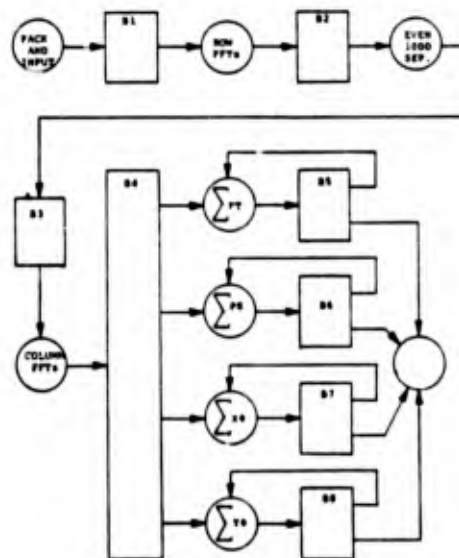 PACK
AND
INPUT
B1
ROW
FFTs
B2
EVEN
1ODD
SEP.
B3
COLUMN
FFTs
B4
∑ PT
B5
∑ PS
B6
∑ XO
B7
∑ YO
B8